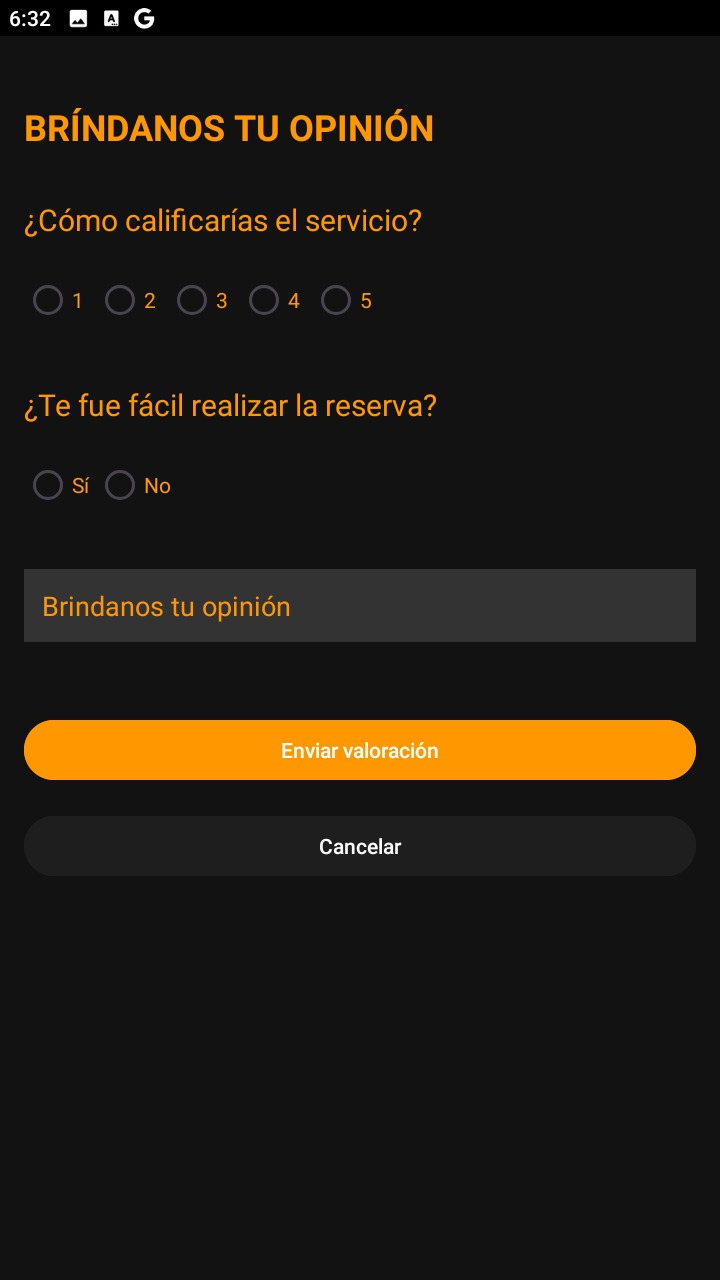 6:32
BRÍNDANOS TU OPINIÓN
¿Cómo calificarías el servicio?
1 2 3 4 5
¿Te fue fácil realizar la reserva?
Sí No
Brindanos tu opinión
Enviar valoración
Cancelar